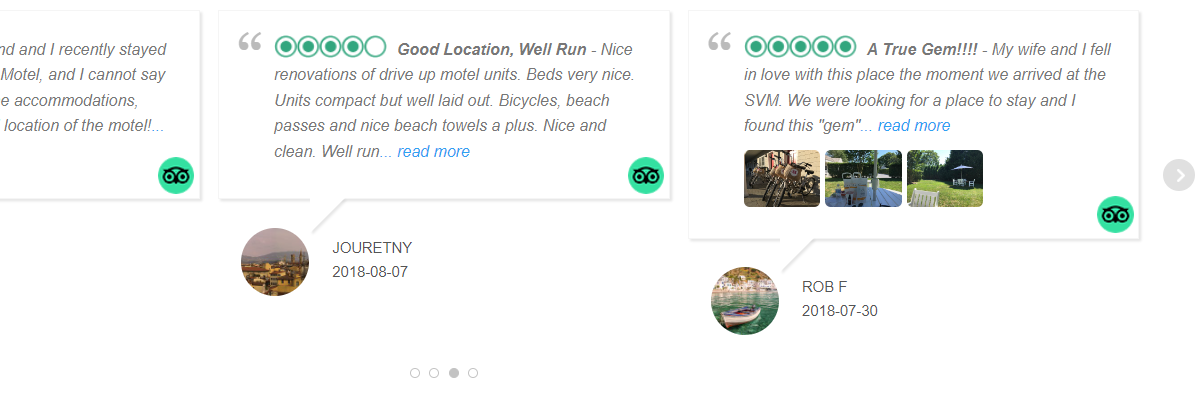 nd and I recently stayed
Motel, and I cannot say
e accommodations,
location of the motel!...
Good Location, Well Run - Nice
renovations of drive up motel units. Beds very nice.
Units compact but well laid out. Bicycles, beach
passes and nice beach towels a plus. Nice and
clean. Well run... read more
JOURETNY
2018-08-07
A True Gem!!!! - My wife and I fell
in love with this place the moment we arrived at the
SVM. We were looking for a place to stay and I
found this "gem"... read more
ROB F
2018-07-30